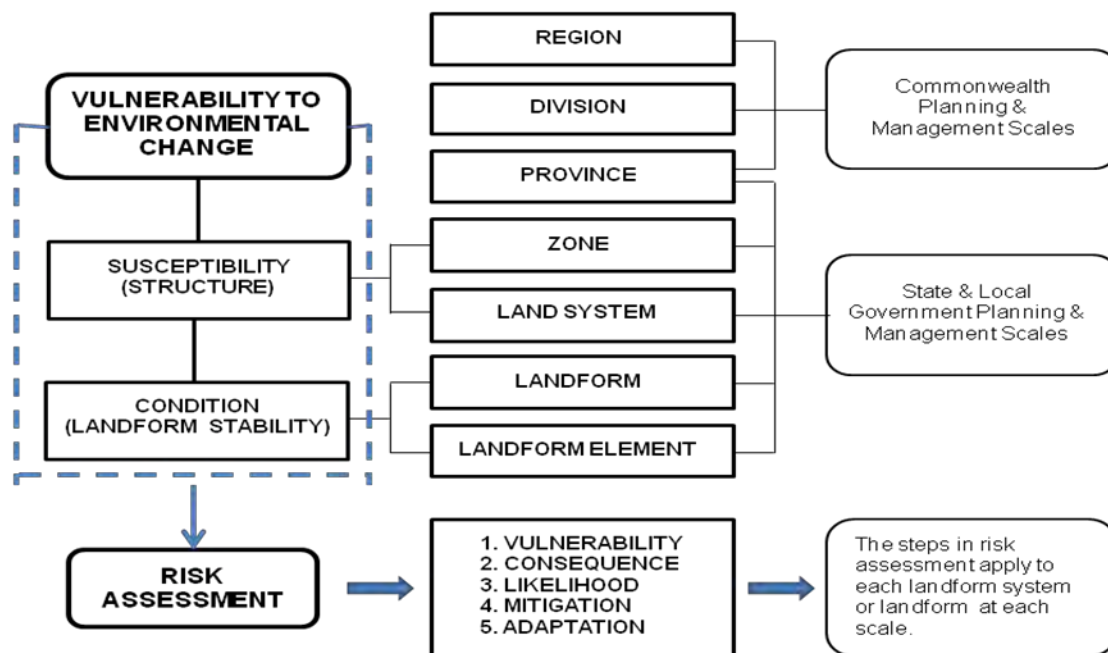 VULNERABILITY TO
ENVIRONMENTAL
CHANGE
SUSCEPTIBILITY
(STRUCTURE)
CONDITION
(LANDFORM STABILITY)
RISK
ASSESSMENT
REGION
DIVISION
PROVINCE
ZONE
LAND SYSTEM
LANDFORM
LANDFORM ELEMENT
1. VULNERABILITY
2. CONSEQUENCE
3. LIKELIHOOD
4. MITIGATION
5. ADAPTATION
Commonwealth
Planning &
Management Scales
State & Local
Government Planning &
Management Scales
The steps in risk
assessment apply to
each landform system
or landform at each
scale.